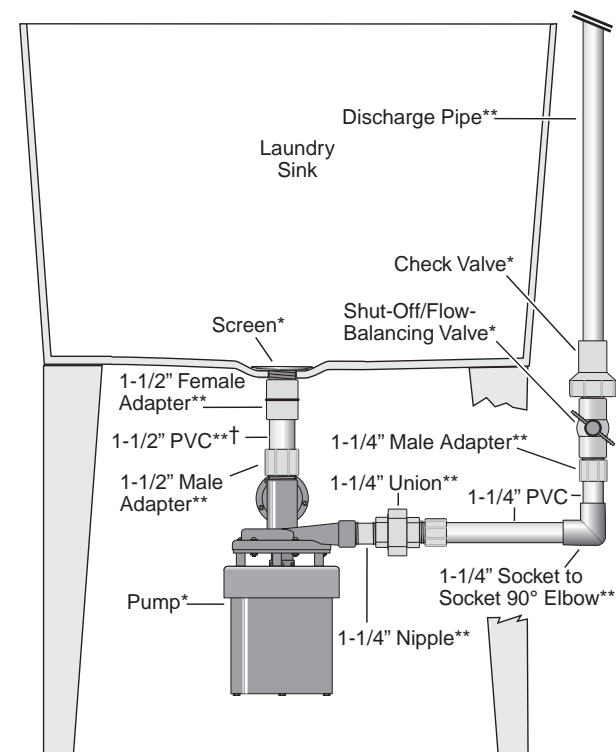 Discharge Pipe**
Laundry
Sink
Check Valve*
Shut-Off/Flow-
Balancing Valve*
Screen*
1-1/2” Female
Adapter**
1-1/2” PVC**†
1-1/4” Male Adapter**
1-1/2” Male
Adapter**
1-1/4” Union**
1-1/4” PVC
1-1/4” Socket to
Socket 90° Elbow**
Pump*
1-1/4” Nipple**